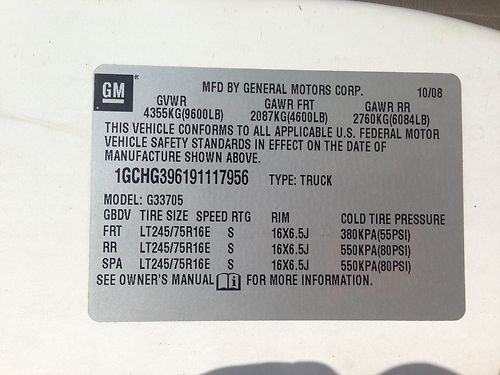 GM
MFD BY GENERAL MOTORS CORP. 10/08
GVWR GAWR FRT GAWR RR
4355KG(9600LB) 2087KG(4600LB) 2760KG(6084LB)
THIS VEHICLE CONFORMS TO ALL APPLICABLE U.S. FEDERAL MOTOR
VEHICLE SAFETY STANDARDS IN EFFECT ON THE DATE OF
MANUFACTURE SHOWN ABOVE.
1GCHG396191117956 TYPE: TRUCK
MODEL: G33705
GBDV TIRE SIZE SPEED RTG RIM COLD TIRE PRESSURE
FRT LT245/75R16E S 16X6.5J 380KPA(55PSI)
RR LT245/75R16E S 16X6.5J 550KPA(80PSI)
SPA LT245/75R16E S 16X6.5J 550KPA(80PSI)
SEE OWNER'S MANUAL FOR MORE INFORMATION.